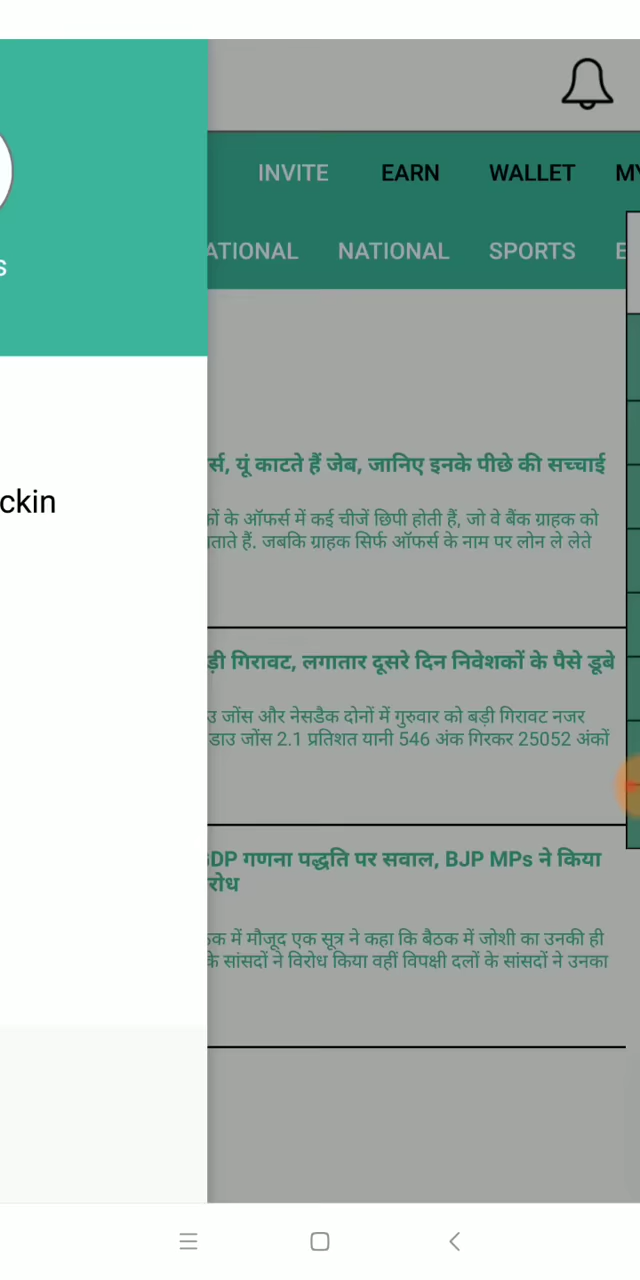 INVITE EARN WALLET MY
ATIONAL NATIONAL SPORTS E
s
ckin
र्स, यूं काटते हैं जेब, जानिए इनके पीछे की सच्चाई
कों के ऑफर्स में कई चीजें छिपी होती हैं, जो वे बैंक ग्राहक को
ताते हैं. जबकि ग्राहक सिर्फ ऑफर्स के नाम पर लोन ले लेते
ड़ी गिरावट, लगातार दूसरे दिन निवेशकों के पैसे डूबे
उ जोंस और नेसडैक दोनों में गुरुवार को बड़ी गिरावट नजर
डाउ जोंस 2.1 प्रतिशत यानी 546 अंक गिरकर 25052 अंकों
GDP गणना पद्धति पर सवाल, BJP MPs ने किया
रोध
क में मौजूद एक सूत्र ने कहा कि बैठक में जोशी का उनकी ही
के सांसदों ने विरोध किया वहीं विपक्षी दलों के सांसदों ने उनका